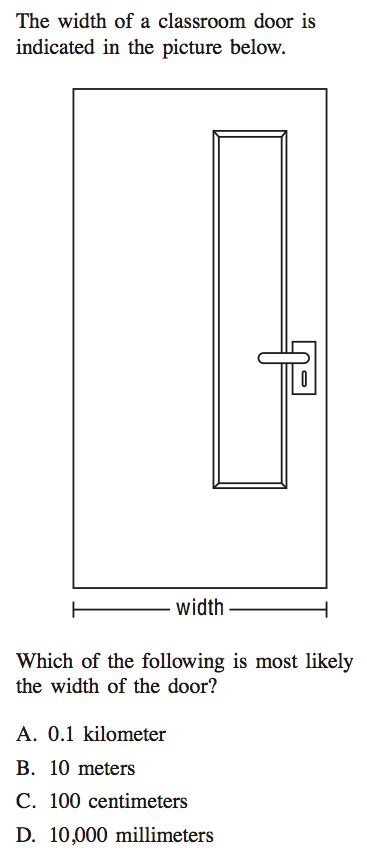 The width of a classroom door is
indicated in the picture below.
width
Which of the following is most likely
the width of the door?
A. 0.1 kilometer
B. 10 meters
C. 100 centimeters
D. 10,000 millimeters